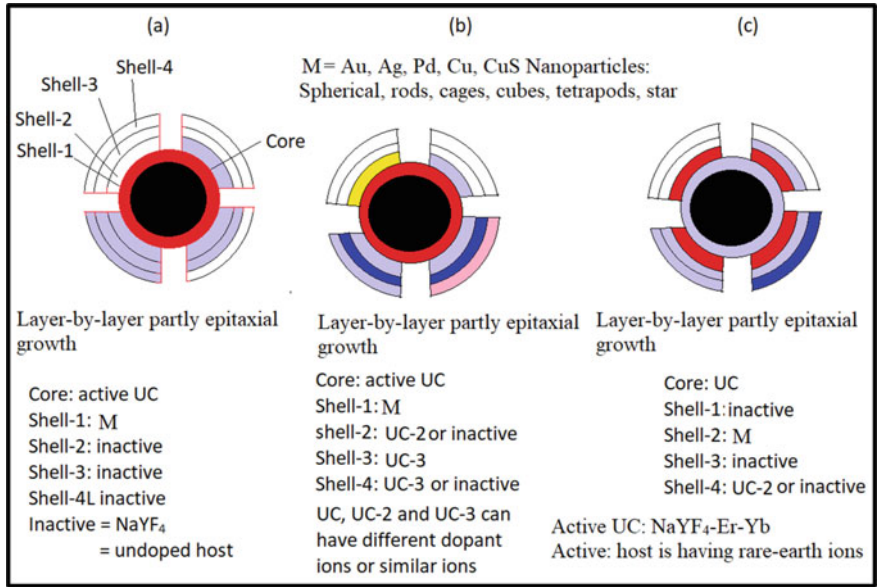 (a)
(b)
(c)
Shell-4
Shell-3
Shell-2
Shell-1
Core
M = Au, Ag, Pd, Cu, CuS Nanoparticles:
Spherical, rods, cages, cubes, tetrapods, star
Layer-by-layer partly epitaxial
growth
Core: active UC
Shell-1: M
Shell-2: inactive
Shell-3: inactive
Shell-4L inactive
Inactive = NaYF₄
= undoped host
Layer-by-layer partly epitaxial
growth
Core: active UC
Shell-1: M
shell-2: UC-2 or inactive
Shell-3: UC-3
Shell-4: UC-3 or inactive
UC, UC-2 and UC-3 can
have different dopant
ions or similar ions
Layer-by-layer partly epitaxial
growth
Core: UC
Shell-1: inactive
Shell-2: M
Shell-3: inactive
Shell-4: UC-2 or inactive
Active UC: NaYF₄-Er-Yb
Active: host is having rare-earth ions